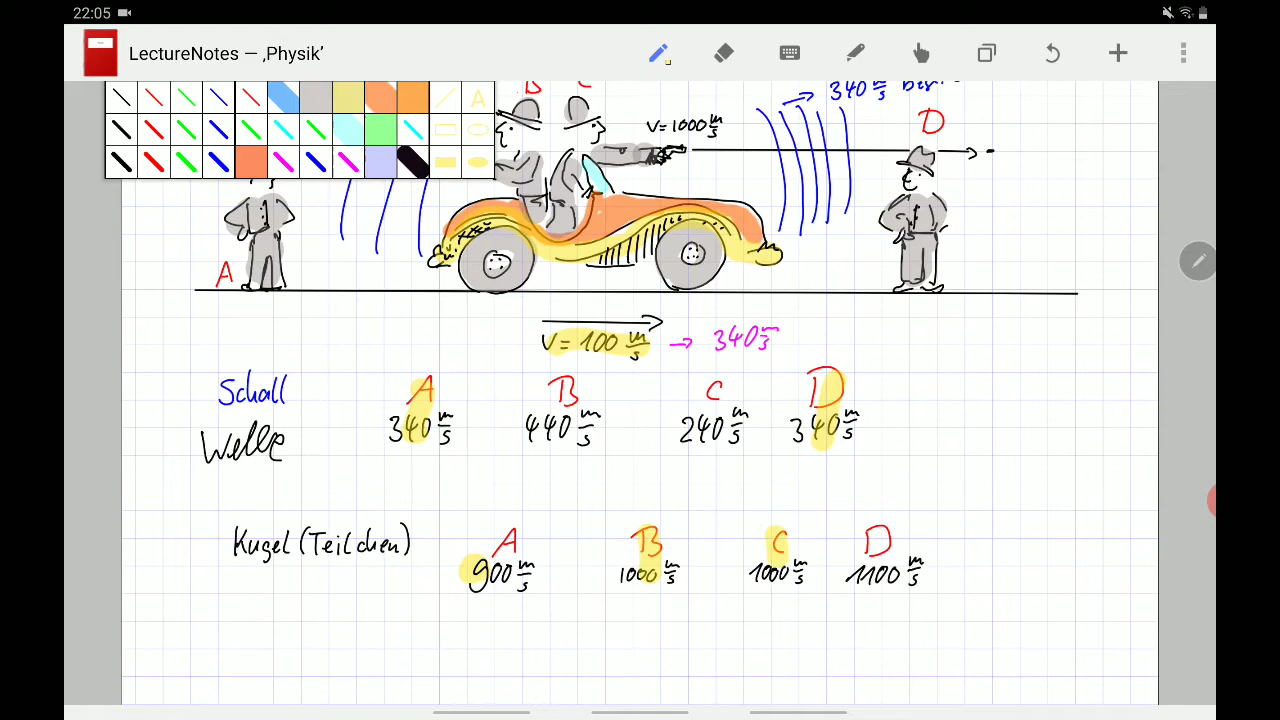 22:05
LectureNotes — ‚Physik’
A
B C
340 m/s
V=1000 m/s
D
A
V = 100 m/s → 340 m/s
Schall A B C D
340 m/s 440 m/s 240 m/s 340 m/s
Welle
Kugel (Teilchen) A B C D
900 m/s 1000 m/s 1000 m/s 1100 m/s